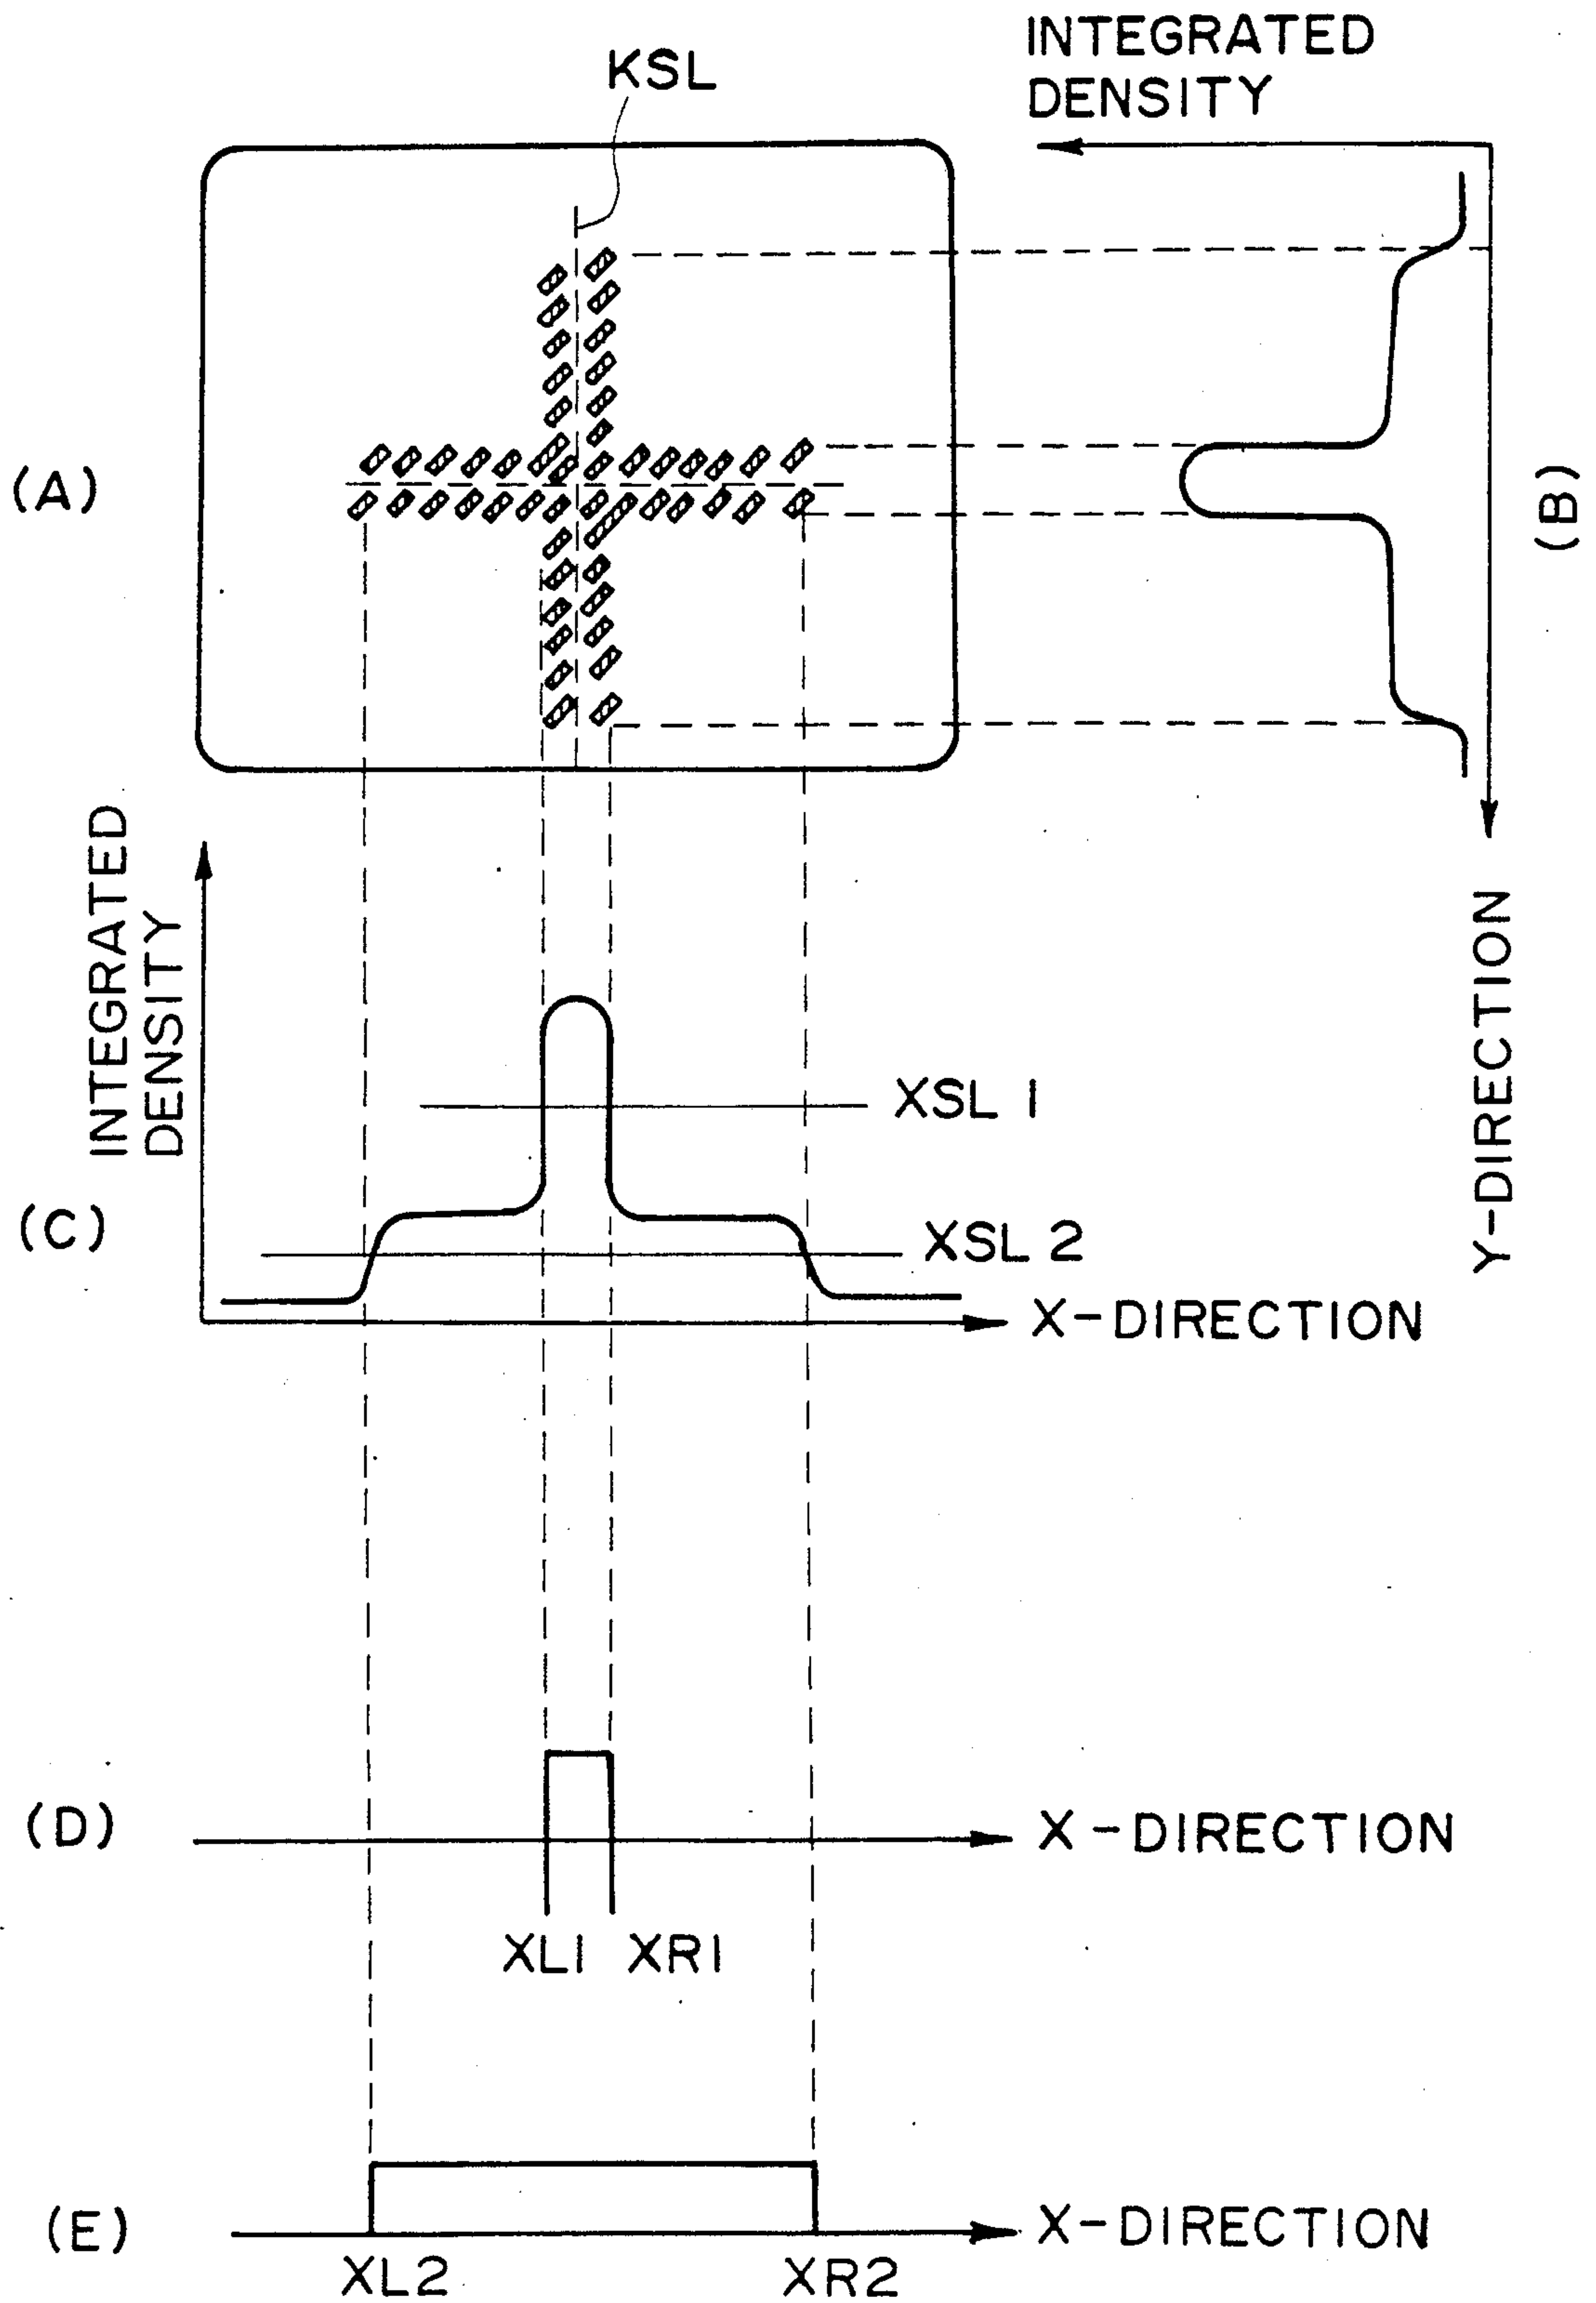 INTEGRATED
DENSITY
KSL
(A)
(B)
INTEGRATED
DENSITY
Y-DIRECTION
XSL 1
(C)
XSL 2
X-DIRECTION
(D)
X-DIRECTION
XL1 XR1
(E)
X-DIRECTION
XL2
XR2